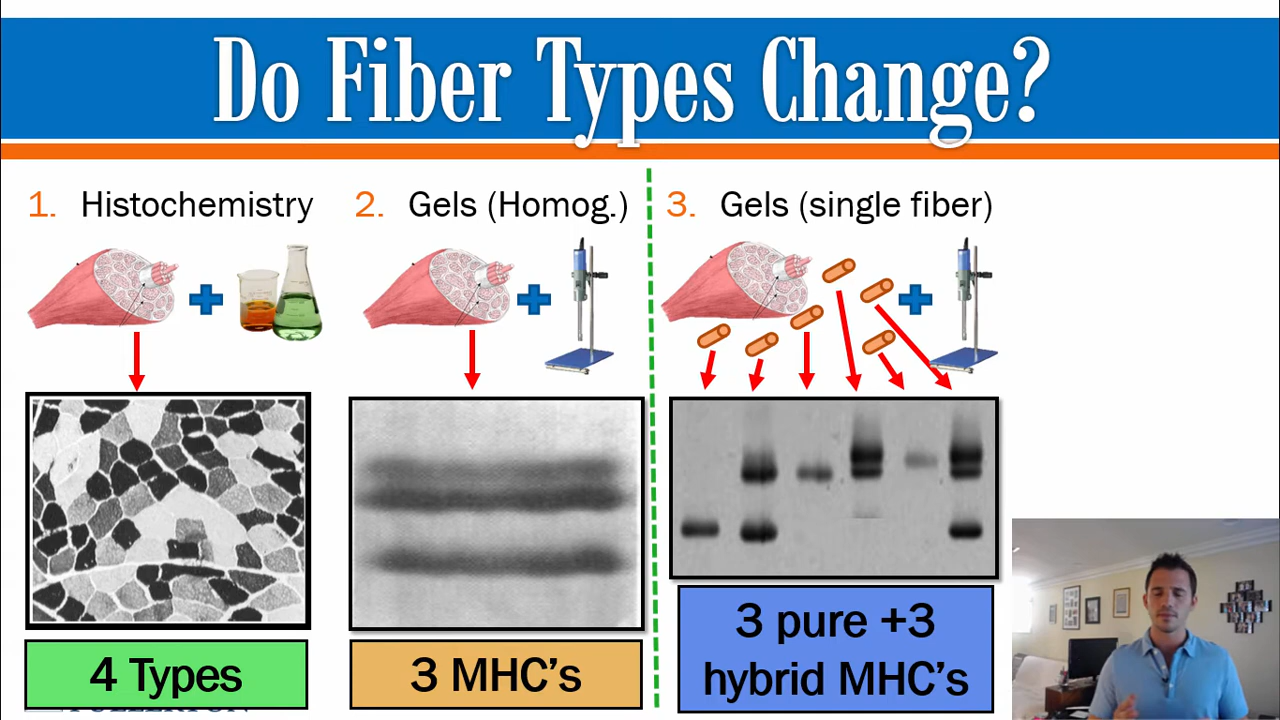 Do Fiber Types Change?
1. Histochemistry
2. Gels (Homog.)
3. Gels (single fiber)
4 Types
3 MHC's
3 pure +3
hybrid MHC's